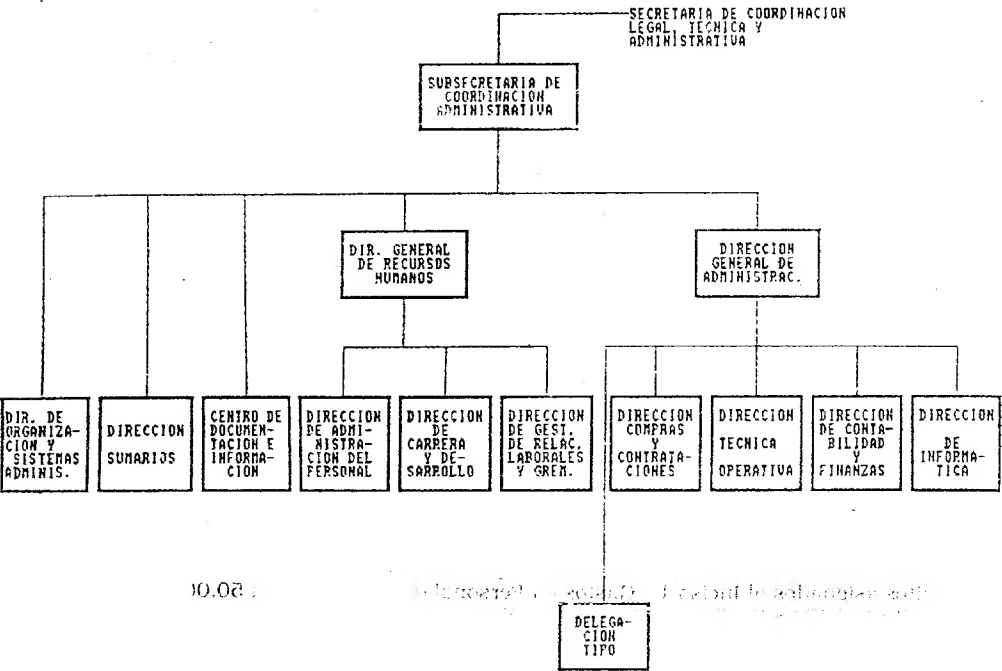 SECRETARIA DE COORDINACION
LEGAL, TECNICA Y
ADMINISTRATIVA
SUBSECRETARIA DE
COORDINACION
ADMINISTRATIVA
DIR. GENERAL
DE RECURSOS
HUMANOS
DIRECCION
GENERAL DE
ADMINISTRAC.
DIR. DE
ORGANIZA-
CION Y
SISTEMAS
ADMINIS.
DIRECCION
SUMARIOS
CENTRO DE
DOCUMEN-
TACION E
INFORMA-
CION
DIRECCION
DE ADMI-
NISTRA-
CION DEL
PERSONAL
DIRECCION
DE
CARRERA
Y DE-
SARROLLO
DIRECCION
DE GESI.
DE RELAC.
LABORALES
Y GREM.
DIRECCION
COMPRAS
Y
CONTRATA-
CIONES
DIRECCION
TECNICA
OPERATIVA
DIRECCION
DE CONTA-
BILIDAD
Y
FINANZAS
DIRECCION
DE
INFORMA-
TICA
DELEGA-
CION
TIPO